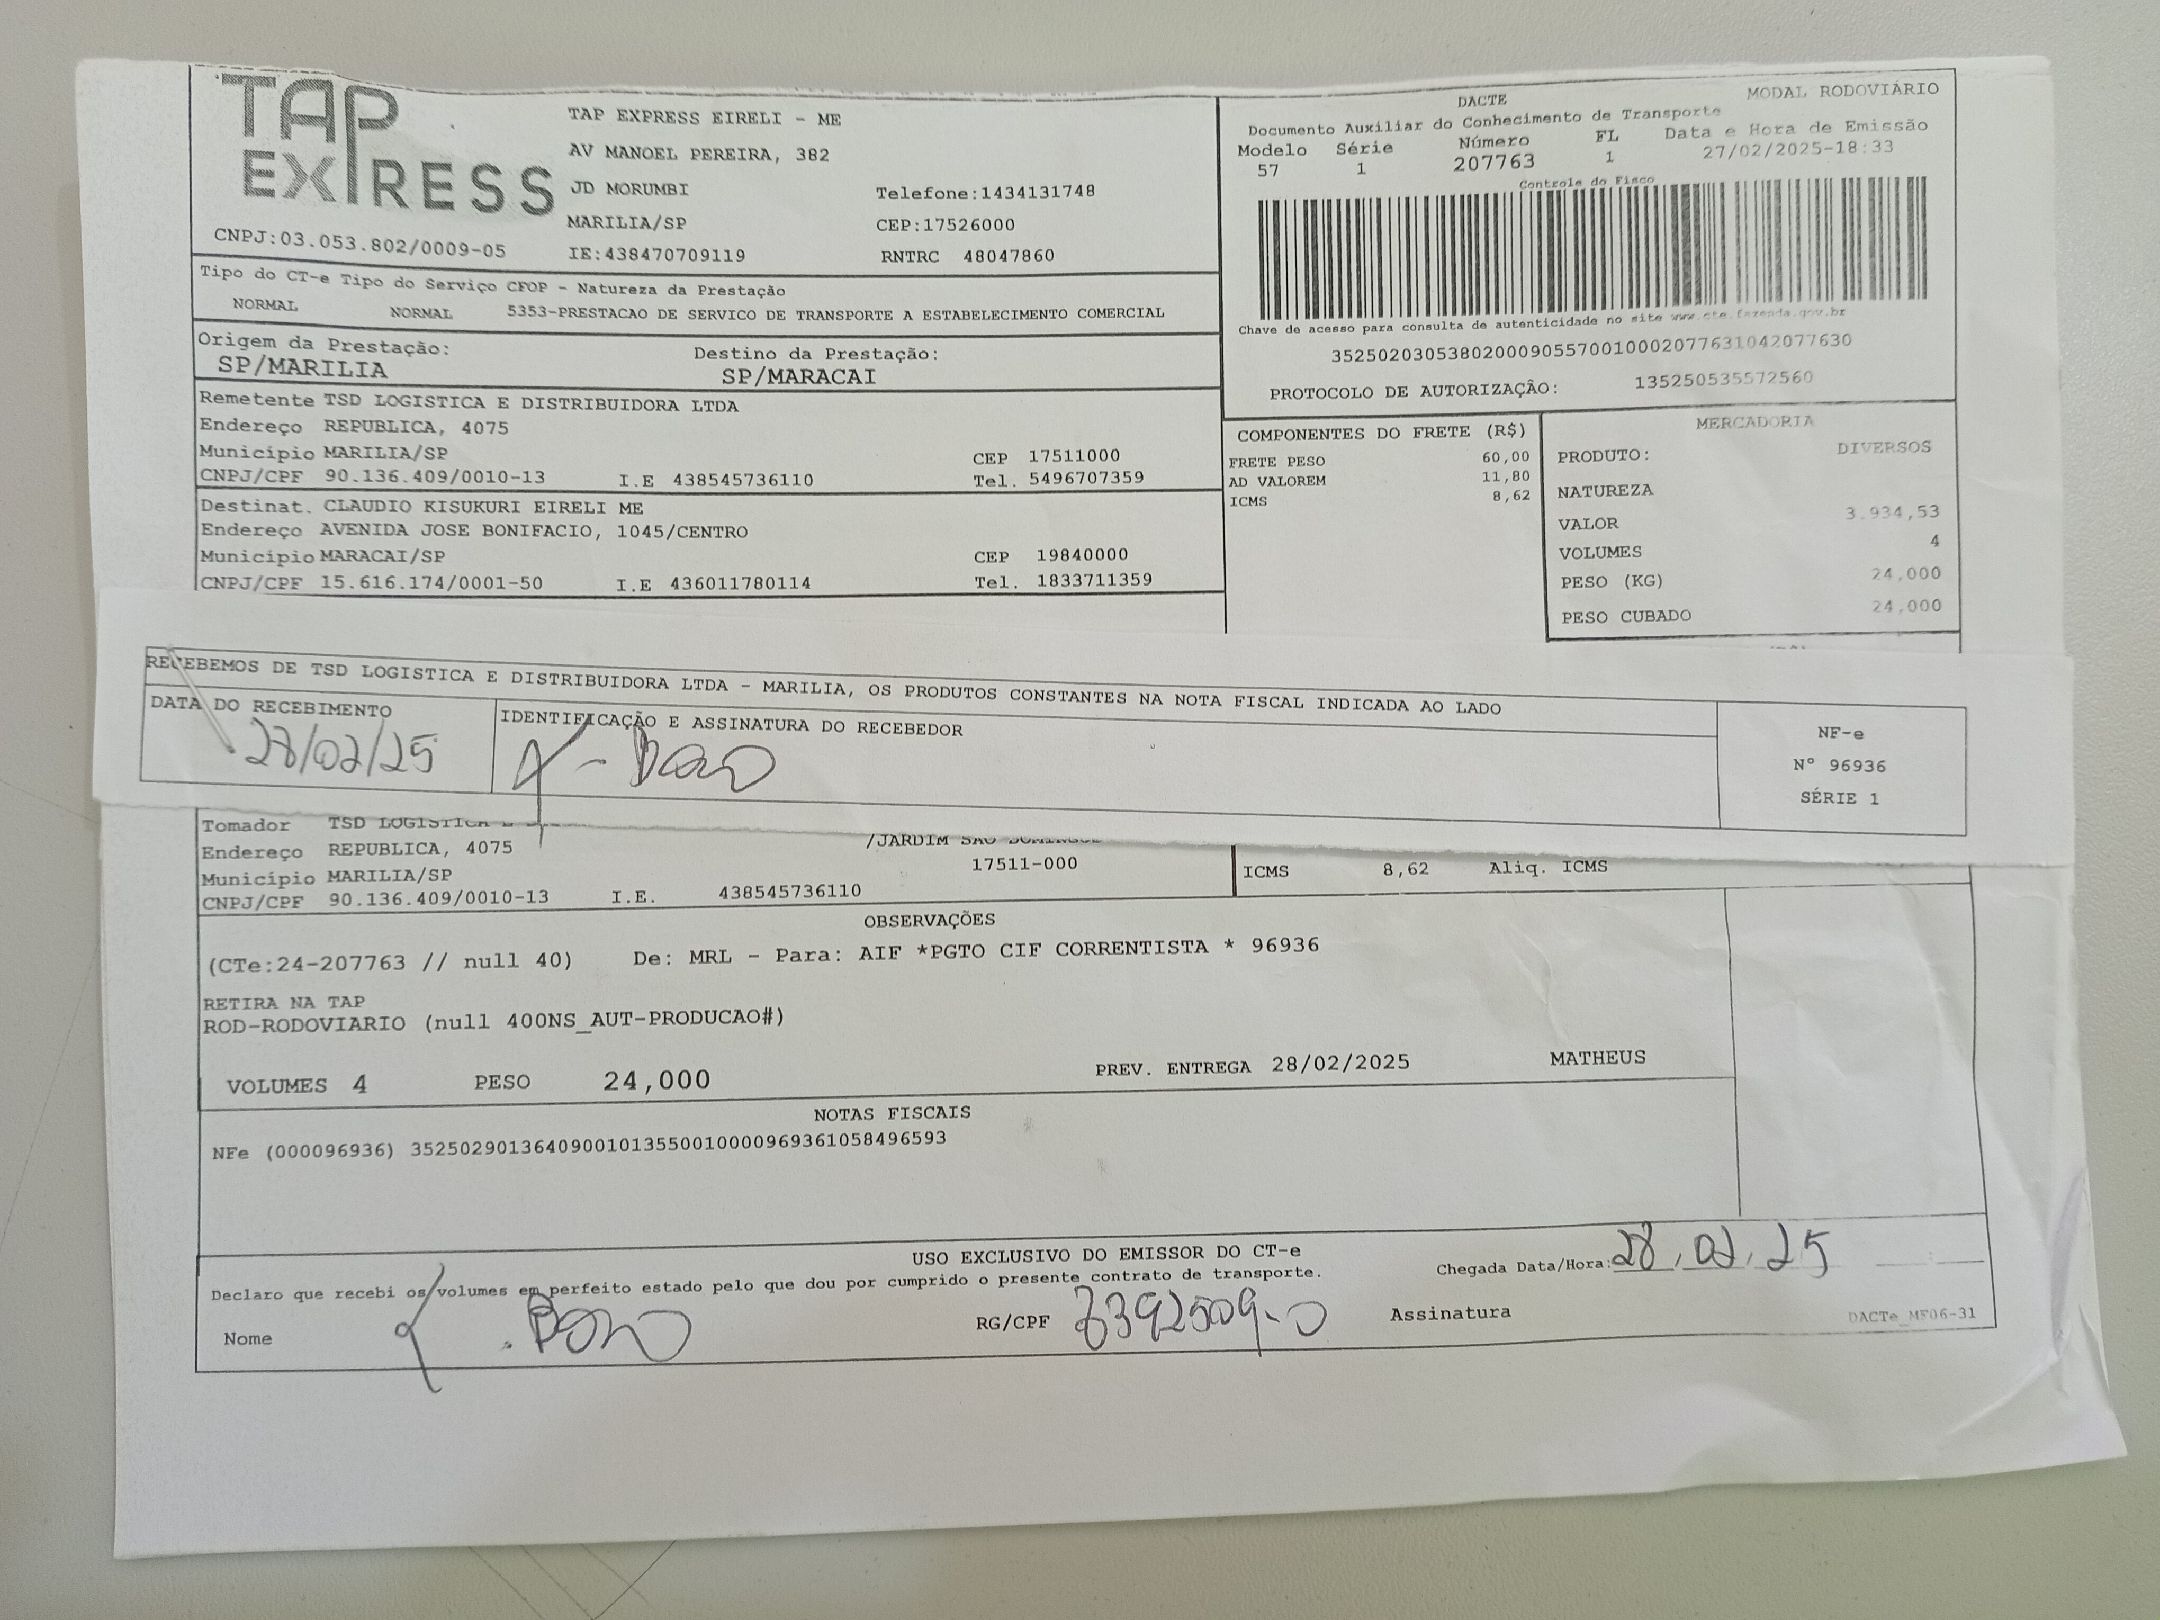 TAP EXPRESS
TAP EXPRESS EIRELI - ME
AV MANOEL PEREIRA, 382
JD MORUMBI Telefone:1434131748
MARILIA/SP CEP:17526000
CNPJ:03.053.802/0009-05 IE:438470709119 RNTRC 48047860
DACTE MODAL RODOVIÁRIO
Documento Auxiliar do Conhecimento de Transporte
Modelo Série Número FL Data e Hora de Emissão
57 1 207763 1 27/02/2025-18:33
Controle do Fisco
Chave de acesso para consulta de autenticidade no site www.cte.fazenda.gov.br
35250203053802000905570010002077631042077630
PROTOCOLO DE AUTORIZAÇÃO: 135250535572560
Tipo do CT-e Tipo do Serviço CFOP - Natureza da Prestação
NORMAL NORMAL 5353-PRESTACAO DE SERVICO DE TRANSPORTE A ESTABELECIMENTO COMERCIAL
Origem da Prestação: Destino da Prestação:
SP/MARILIA SP/MARACAI
Remetente TSD LOGISTICA E DISTRIBUIDORA LTDA
Endereço REPUBLICA, 4075
Município MARILIA/SP CEP 17511000
CNPJ/CPF 90.136.409/0010-13 I.E 438545736110 Tel. 5496707359
Destinat. CLAUDIO KISUKURI EIRELI ME
Endereço AVENIDA JOSE BONIFACIO, 1045/CENTRO
Município MARACAI/SP CEP 19840000
CNPJ/CPF 15.616.174/0001-50 I.E 436011780114 Tel. 1833711359
COMPONENTES DO FRETE (R$)
FRETE PESO 60,00
AD VALOREM 11,80
ICMS 8,62
MERCADORIA
PRODUTO: DIVERSOS
NATUREZA
VALOR 3.934,53
VOLUMES 4
PESO (KG) 24,000
PESO CUBADO 24,000
RECEBEMOS DE TSD LOGISTICA E DISTRIBUIDORA LTDA - MARILIA, OS PRODUTOS CONSTANTES NA NOTA FISCAL INDICADA AO LADO
DATA DO RECEBIMENTO IDENTIFICAÇÃO E ASSINATURA DO RECEBEDOR
28/02/25
NF-e
Nº 96936
SÉRIE 1
Tomador TSD LOGISTICA E
Endereço REPUBLICA, 4075 /JARDIM SAO DOMINGOS
Município MARILIA/SP 17511-000
CNPJ/CPF 90.136.409/0010-13 I.E. 438545736110
ICMS 8,62 Aliq. ICMS
OBSERVAÇÕES
(CTe:24-207763 // null 40) De: MRL - Para: AIF *PGTO CIF CORRENTISTA * 96936
RETIRA NA TAP
ROD-RODOVIARIO (null 400NS_AUT-PRODUCAO#)
VOLUMES 4 PESO 24,000 PREV. ENTREGA 28/02/2025 MATHEUS
NOTAS FISCAIS
NFe (000096936) 35250290136409001013550010000969361058496593
USO EXCLUSIVO DO EMISSOR DO CT-e
Declaro que recebi os volumes em perfeito estado pelo que dou por cumprido o presente contrato de transporte. Chegada Data/Hora: 28.02.25
Nome RG/CPF Assinatura
DACTe_MF06-31